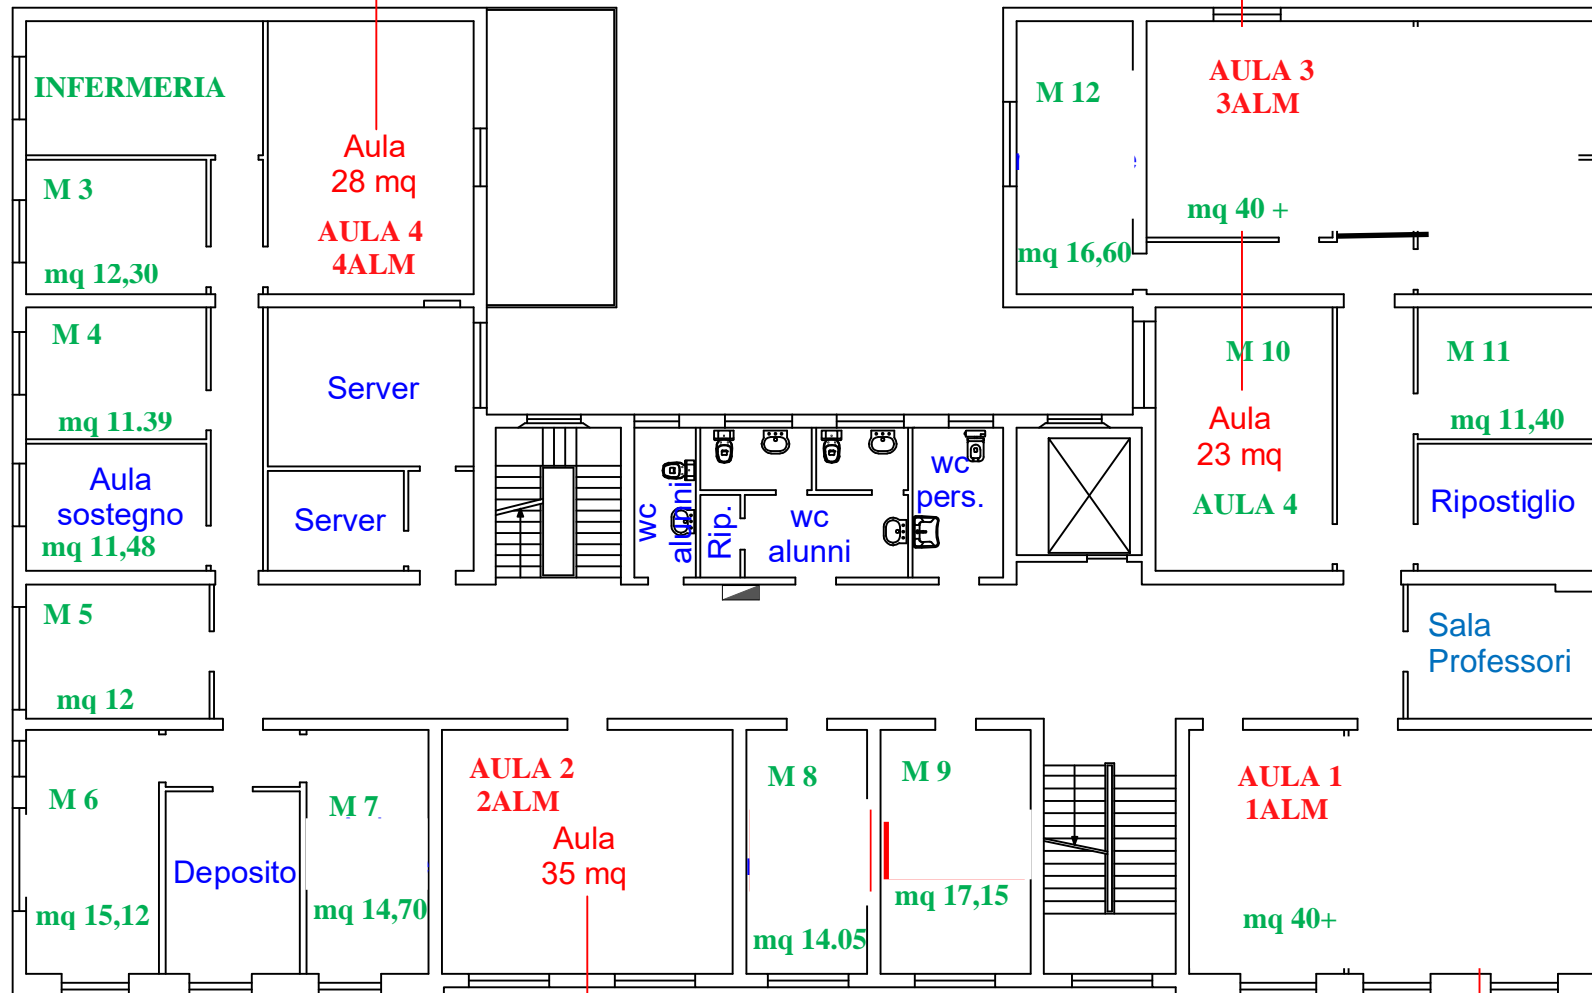 INFERMERIA
M 3
mq 12,30
Aula
28 mq
AULA 4
4ALM
M 12
mq 16,60
AULA 3
3ALM
mq 40 +
M 4
mq 11.39
Server
M 10
Aula
23 mq
AULA 4
M 11
mq 11,40
Aula
sostegno
mq 11,48
Server
wc
alunni
Rip.
wc
alunni
wc
pers.
Ripostiglio
M 5
mq 12
Sala
Professori
M 6
mq 15,12
Deposito
M 7
mq 14,70
AULA 2
2ALM
Aula
35 mq
M 8
mq 14.05
M 9
mq 17,15
AULA 1
1ALM
mq 40+